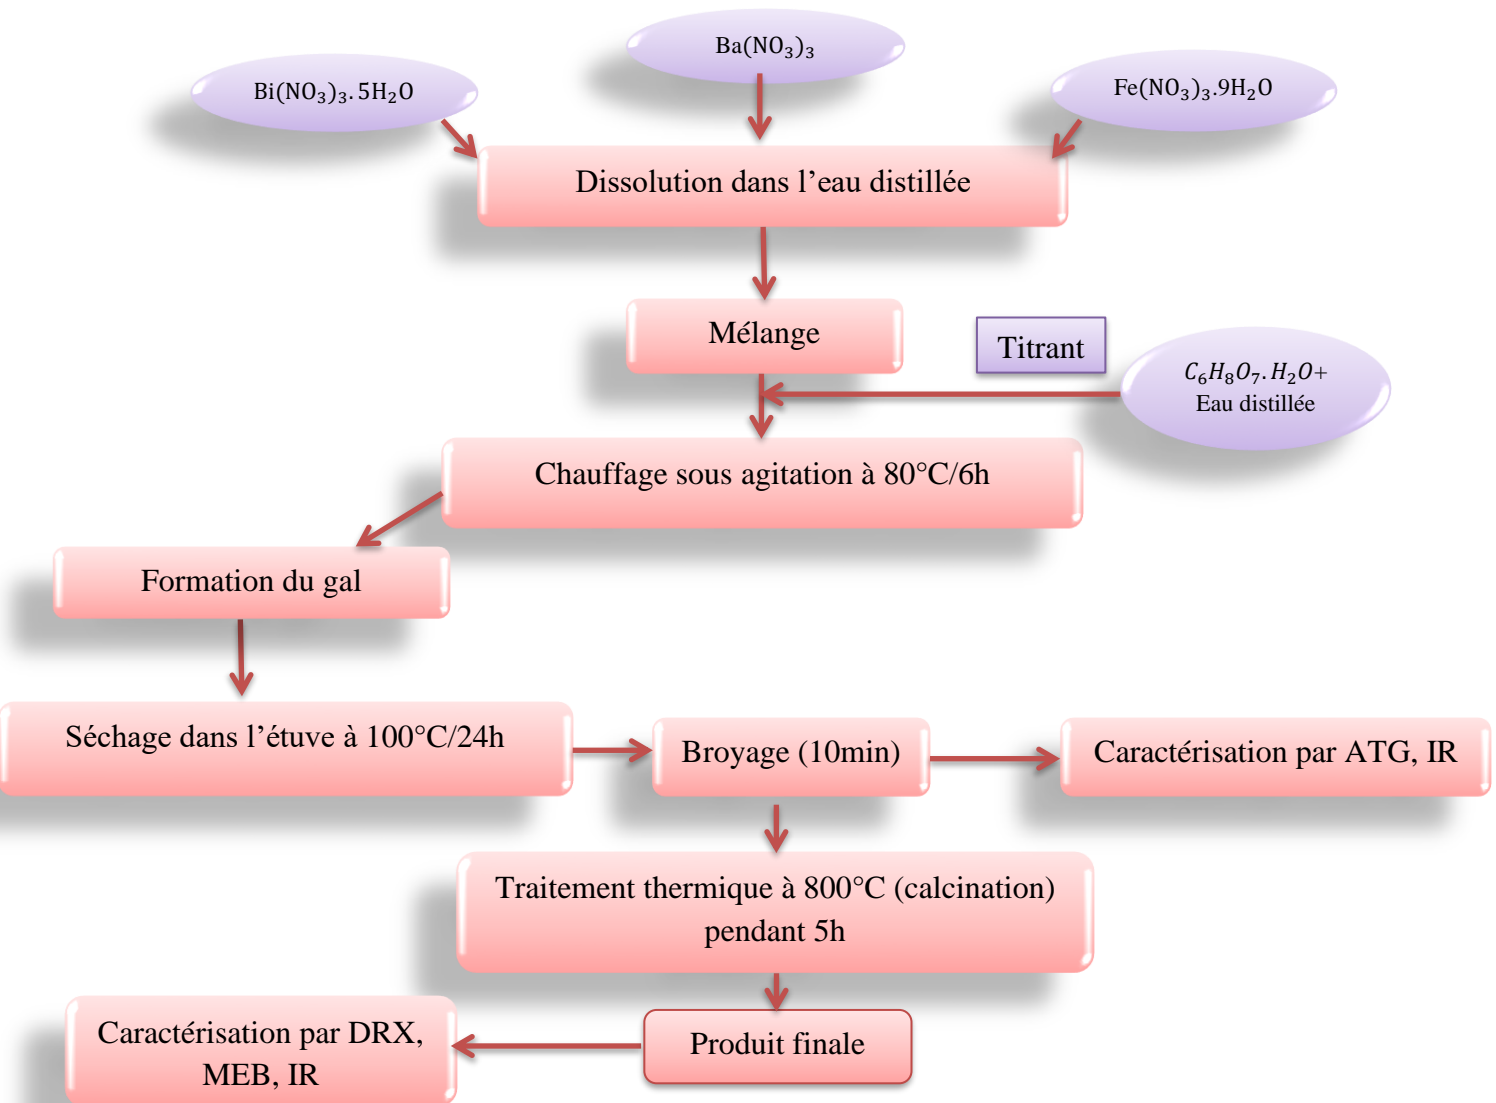 Ba(NO₃)₃
Bi(NO₃)₃.5H₂O
Fe(NO₃)₃.9H₂O
Dissolution dans l’eau distillée
Mélange
Titrant
C₆H₈O₇.H₂O+
Eau distillée
Chauffage sous agitation à 80°C/6h
Formation du gal
Séchage dans l’étuve à 100°C/24h
Broyage (10min)
Caractérisation par ATG, IR
Traitement thermique à 800°C (calcination)
pendant 5h
Produit finale
Caractérisation par DRX,
MEB, IR